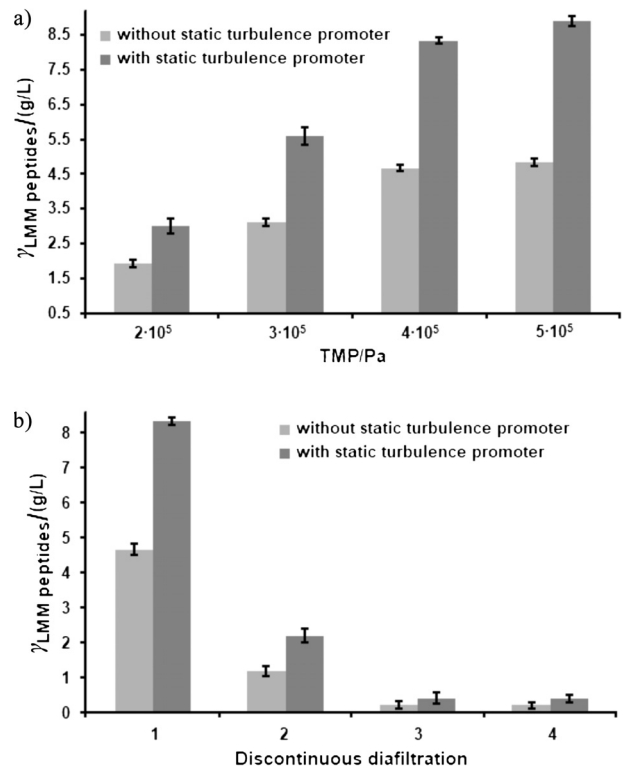 a)
8.5
7.5
6.5
5.5
4.5
3.5
2.5
1.5
0.5
γLMM peptides/(g/L)
without static turbulence promoter
with static turbulence promoter
2·10⁵ 3·10⁵ 4·10⁵ 5·10⁵
TMP/Pa
b)
8
7
6
5
4
3
2
1
0
γLMM peptides/(g/L)
without static turbulence promoter
with static turbulence promoter
1 2 3 4
Discontinuous diafiltration